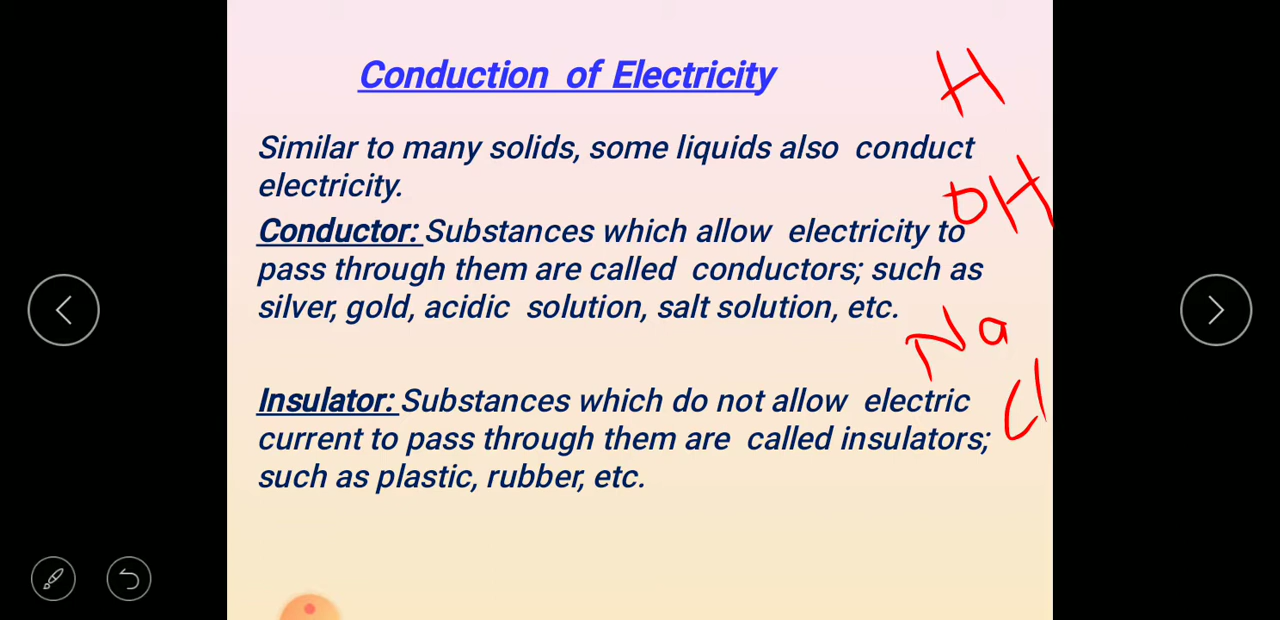 Conduction of Electricity
H
Similar to many solids, some liquids also conduct
electricity.
OH
Conductor: Substances which allow electricity to
pass through them are called conductors; such as
silver, gold, acidic solution, salt solution, etc.
Na
Cl
Insulator: Substances which do not allow electric
current to pass through them are called insulators;
such as plastic, rubber, etc.